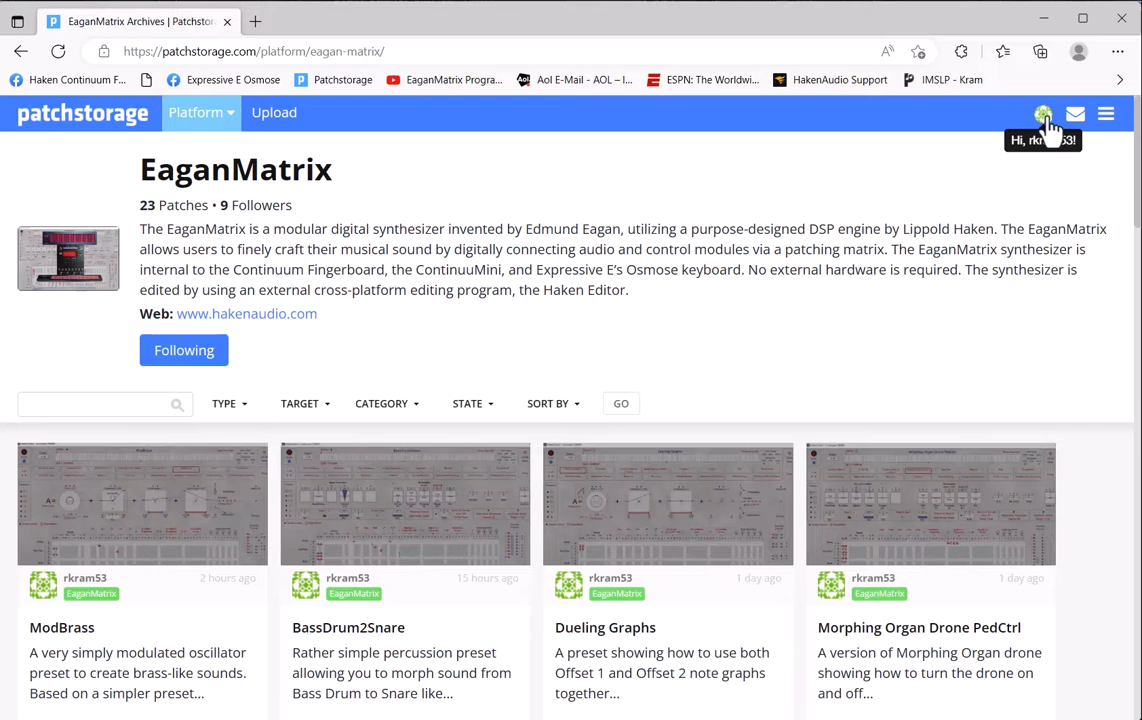 EaganMatrix Archives | Patchstor
https://patchstorage.com/platform/eagan-matrix/
Haken Continuum F... Expressive E Osmose Patchstorage EaganMatrix Progra... Aol E-Mail - AOL – I... ESPN: The Worldwi... HakenAudio Support IMSLP - Kram
patchstorage Platform Upload
Hi, rkram53!
EaganMatrix
23 Patches • 9 Followers
The EaganMatrix is a modular digital synthesizer invented by Edmund Eagan, utilizing a purpose-designed DSP engine by Lippold Haken. The EaganMatrix
allows users to finely craft their musical sound by digitally connecting audio and control modules via a patching matrix. The EaganMatrix synthesizer is
internal to the Continuum Fingerboard, the ContinuuMini, and Expressive E's Osmose keyboard. No external hardware is required. The synthesizer is
edited by using an external cross-platform editing program, the Haken Editor.
Web: www.hakenaudio.com
Following
TYPE TARGET CATEGORY STATE SORT BY GO
rkram53 2 hours ago
EaganMatrix
ModBrass
A very simply modulated oscillator
preset to create brass-like sounds.
Based on a simpler preset...
rkram53 15 hours ago
EaganMatrix
BassDrum2Snare
Rather simple percussion preset
allowing you to morph sound from
Bass Drum to Snare like...
rkram53 1 day ago
EaganMatrix
Dueling Graphs
A preset showing how to use both
Offset 1 and Offset 2 note graphs
together...
rkram53 1 day ago
EaganMatrix
Morphing Organ Drone PedCtrl
A version of Morphing Organ drone
showing how to turn the drone on
and off...